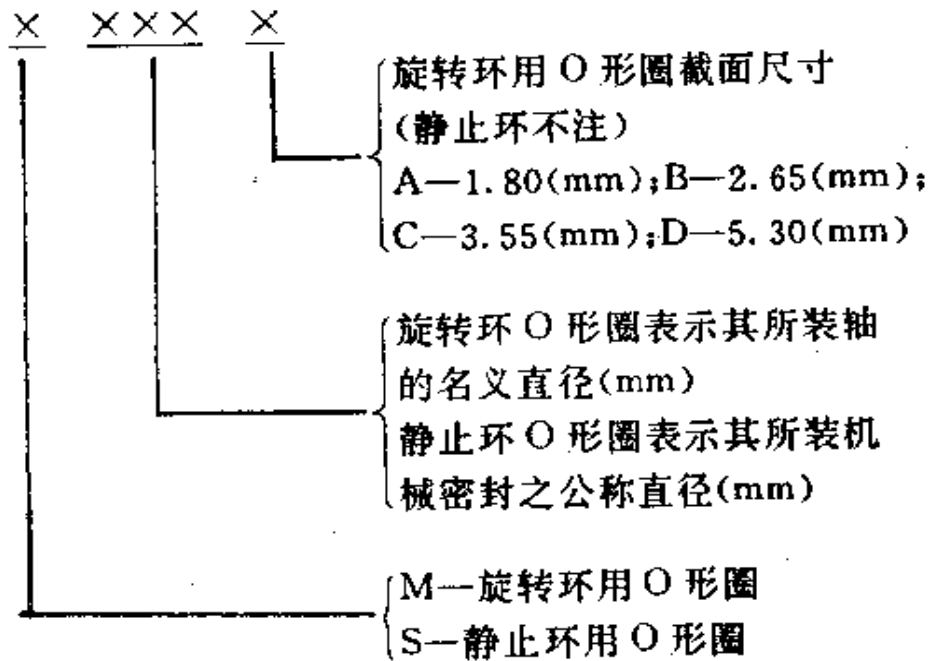 × ××× ×
旋转环用O形圈截面尺寸
(静止环不注)
A—1.80(mm);B—2.65(mm);
C—3.55(mm);D—5.30(mm)
旋转环O形圈表示其所装轴
的名义直径(mm)
静止环O形圈表示其所装机
械密封之公称直径(mm)
M—旋转环用O形圈
S—静止环用O形圈